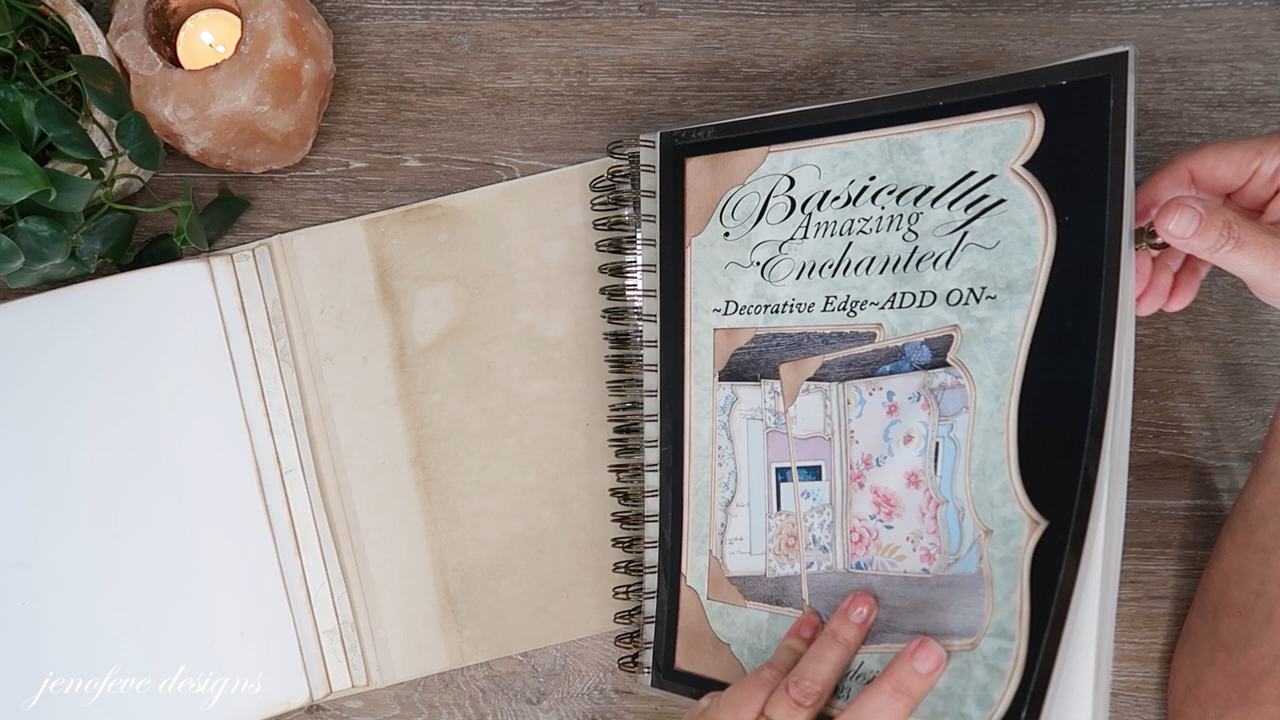 Basically
Amazing
~Enchanted~
~Decorative Edge~ADD ON~
jenofeve designs